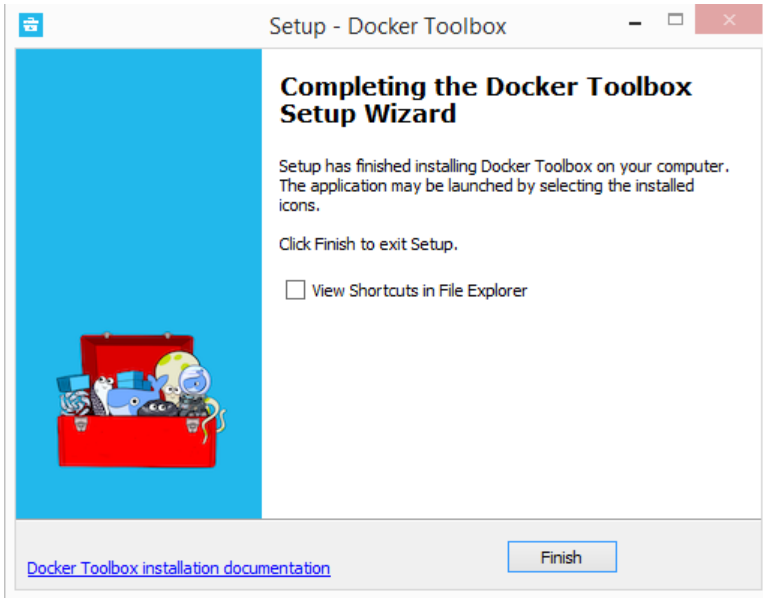 Setup - Docker Toolbox
Completing the Docker Toolbox
Setup Wizard
Setup has finished installing Docker Toolbox on your computer.
The application may be launched by selecting the installed
icons.
Click Finish to exit Setup.
View Shortcuts in File Explorer
Finish
Docker Toolbox installation documentation